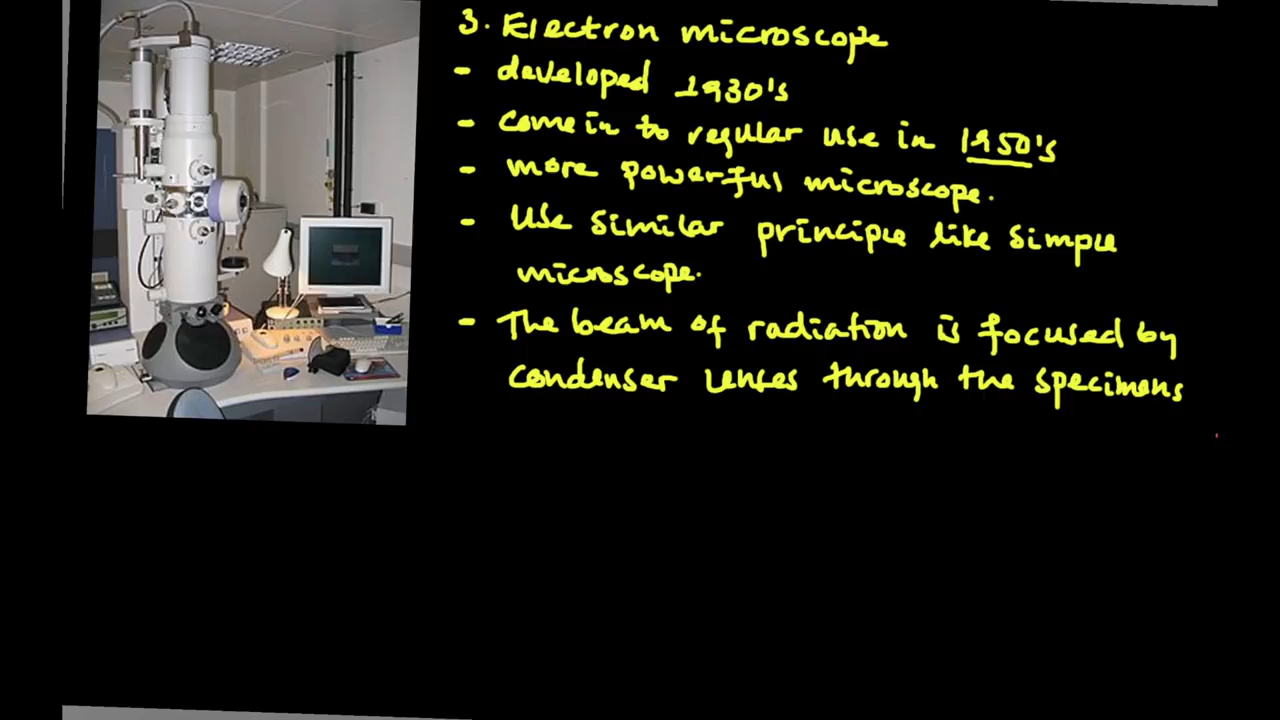 3. Electron microscope
- developed 1930's
- come in to regular use in 1950's
- more powerful microscope.
- Use similar principle like simple
microscope.
- The beam of radiation is focused by
condenser lenses through the specimens